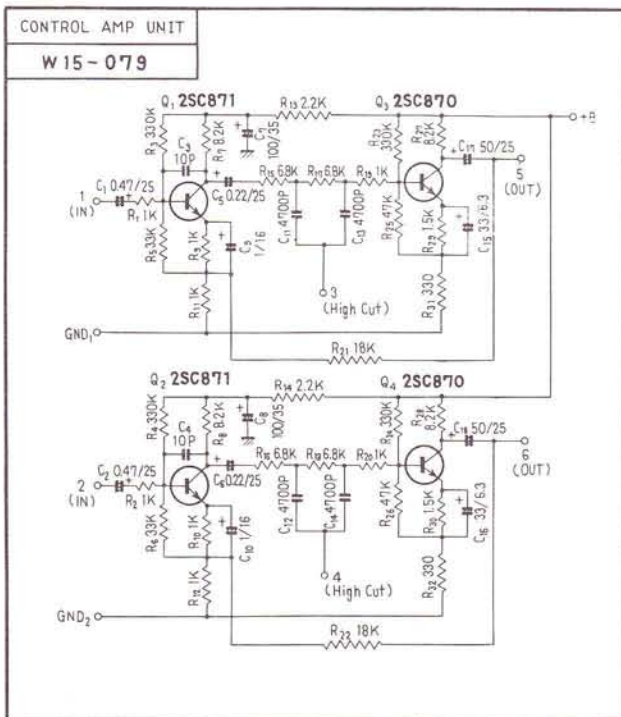 CONTROL AMP UNIT
W15-079
Q1 2SC871
R13 2.2K
Q3 2SC870
+B
R3 330K
C3
10P
R7 8.2K
C7
100/35
R23
330K
R27
8.2K
C17 50/25
5
(OUT)
1
(IN)
C1 0.47/25
R1 1K
C5 0.22/25
R15 6.8K
R17 6.8K
R19 1K
R5 33K
R9 1K
C9
1/16
C11 4700P
C13 4700P
R25 47K
R29 1.5K
C15 33/6.3
R11 1K
3
(High Cut)
R31 330
GND1
R21 18K
Q2 2SC871
R14 2.2K
Q4 2SC870
R4 330K
C4
10P
R8 8.2K
C8
100/35
R24 330K
R28
8.2K
C18 50/25
6
(OUT)
2
(IN)
C2 0.47/25
R2 1K
C6 0.22/25
R16 6.8K
R18 6.8K
R20 1K
R6 33K
R10 1K
C10 1/16
C12 4700P
C14 4700P
R26 47K
R30 1.5K
C16 33/6.3
R12 1K
4
(High Cut)
R32 330
GND2
R22 18K